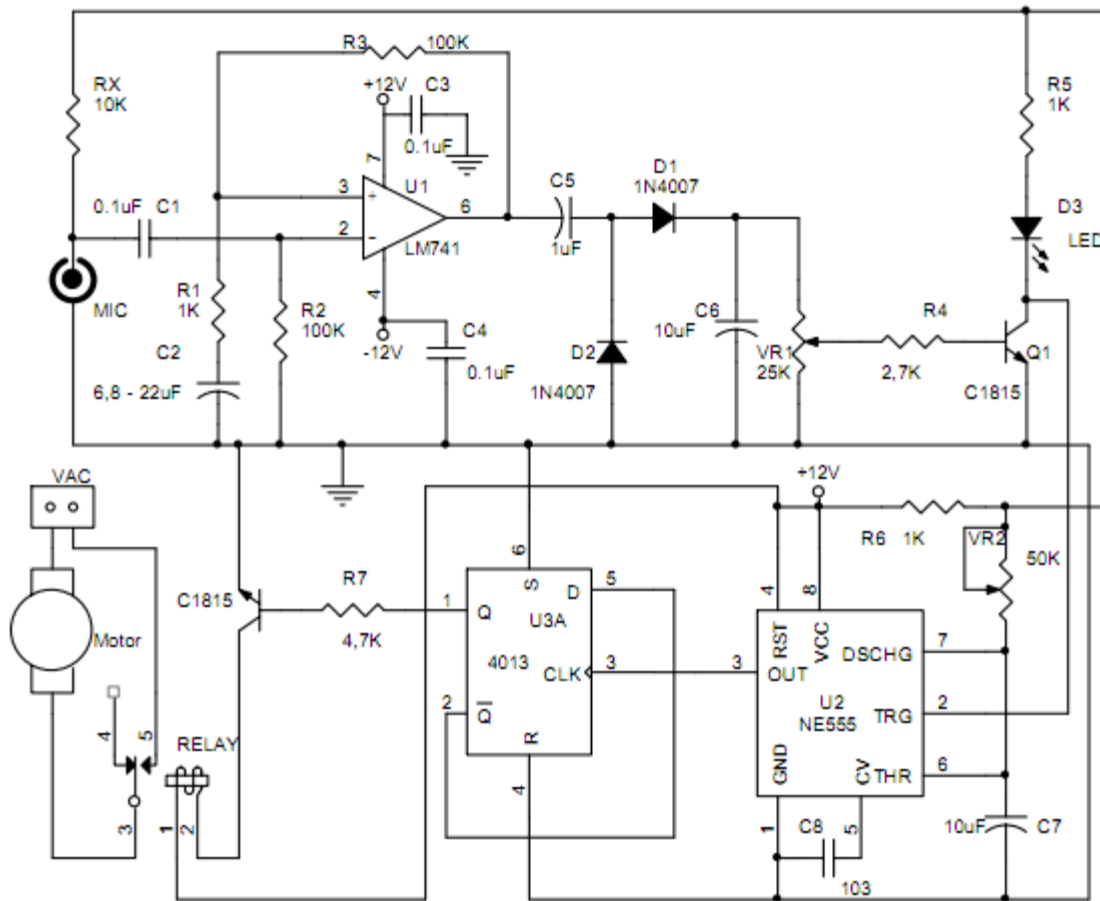 R3
100K
RX
10K
+12V
C3
0.1uF
R5
1K
7
U1
D1
1N4007
0.1uF
C1
3
+
6
C5
1uF
D3
LED
2
-
LM741
MIC
R1
1K
R2
100K
4
-12V
C4
0.1uF
C2
6,8 - 22uF
C6
10uF
D2
1N4007
VR1
25K
R4
2,7K
Q1
C1815
VAC
+12V
R6
1K
VR2
50K
C1815
R7
4,7K
Motor
6
S
D
5
1
Q
U3A
4013
CLK
3
2
Q
R
4
4
8
RST
VCC
DSCHG
7
3
OUT
U2
NE555
TRG
2
GND
CV
THR
6
1
5
C8
103
10uF
C7
4
5
3
RELAY
1
2